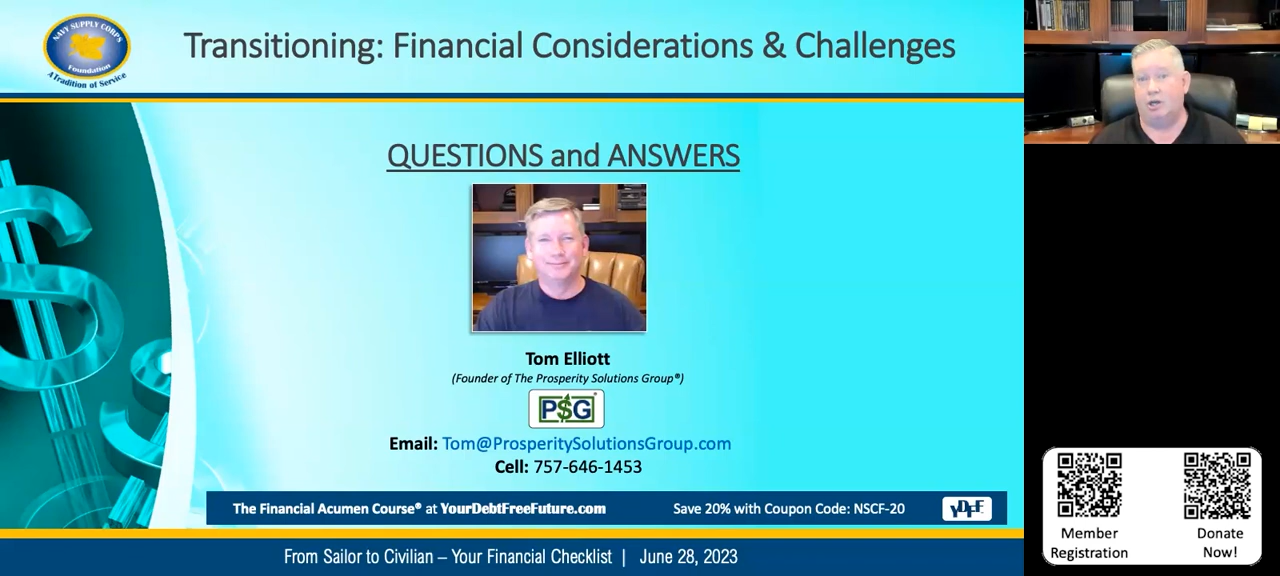 NAVY SUPPLY CORPS
Foundation
A Tradition of Service
Transitioning: Financial Considerations & Challenges
QUESTIONS and ANSWERS
Tom Elliott
(Founder of The Prosperity Solutions Group®)
P$G®
Email: Tom@ProsperitySolutionsGroup.com
Cell: 757-646-1453
The Financial Acumen Course® at YourDebtFreeFuture.com
Save 20% with Coupon Code: NSCF-20
YDFF
From Sailor to Civilian – Your Financial Checklist | June 28, 2023
Member
Registration
Donate
Now!